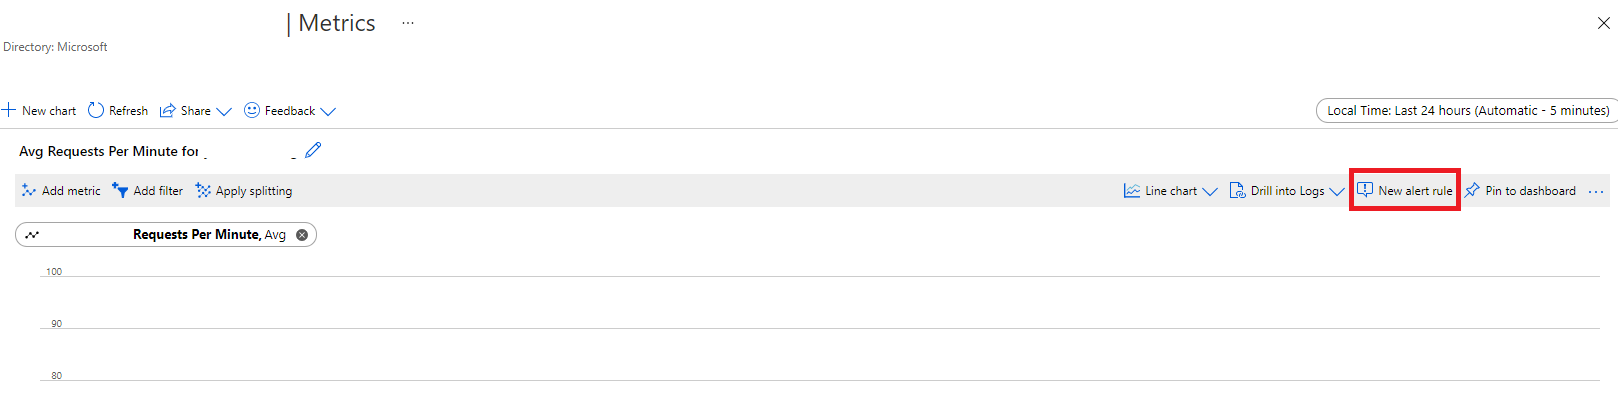 | Metrics ...
Directory: Microsoft
New chart Refresh Share Feedback Local Time: Last 24 hours (Automatic - 5 minutes)
Avg Requests Per Minute for
Add metric Add filter Apply splitting Line chart Drill into Logs New alert rule Pin to dashboard ...
Requests Per Minute, Avg
100
90
80